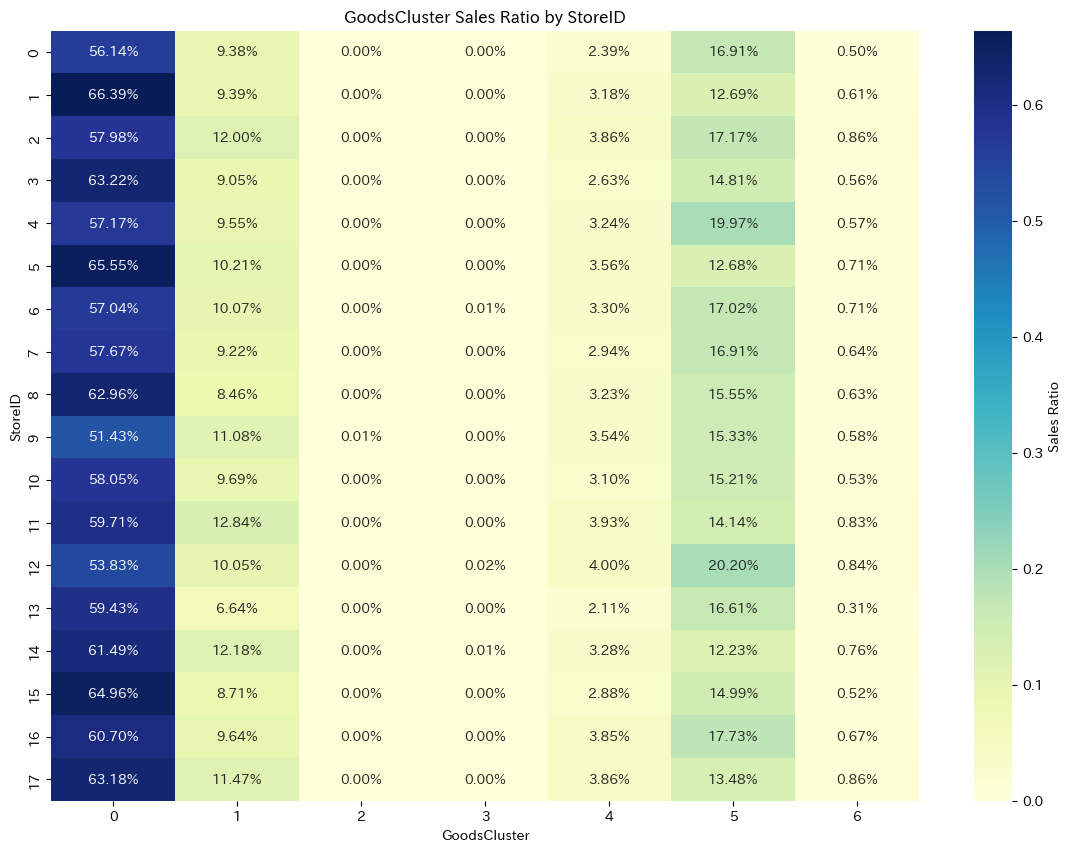 GoodsCluster Sales Ratio by StoreID
0 56.14% 9.38% 0.00% 0.00% 2.39% 16.91% 0.50%
1 66.39% 9.39% 0.00% 0.00% 3.18% 12.69% 0.61%
2 57.98% 12.00% 0.00% 0.00% 3.86% 17.17% 0.86%
3 63.22% 9.05% 0.00% 0.00% 2.63% 14.81% 0.56%
4 57.17% 9.55% 0.00% 0.00% 3.24% 19.97% 0.57%
5 65.55% 10.21% 0.00% 0.00% 3.56% 12.68% 0.71%
6 57.04% 10.07% 0.00% 0.01% 3.30% 17.02% 0.71%
7 57.67% 9.22% 0.00% 0.00% 2.94% 16.91% 0.64%
8 62.96% 8.46% 0.00% 0.00% 3.23% 15.55% 0.63%
9 51.43% 11.08% 0.01% 0.00% 3.54% 15.33% 0.58%
10 58.05% 9.69% 0.00% 0.00% 3.10% 15.21% 0.53%
11 59.71% 12.84% 0.00% 0.00% 3.93% 14.14% 0.83%
12 53.83% 10.05% 0.00% 0.02% 4.00% 20.20% 0.84%
13 59.43% 6.64% 0.00% 0.00% 2.11% 16.61% 0.31%
14 61.49% 12.18% 0.00% 0.01% 3.28% 12.23% 0.76%
15 64.96% 8.71% 0.00% 0.00% 2.88% 14.99% 0.52%
16 60.70% 9.64% 0.00% 0.00% 3.85% 17.73% 0.67%
17 63.18% 11.47% 0.00% 0.00% 3.86% 13.48% 0.86%
StoreID
0 1 2 3 4 5 6
GoodsCluster
0.6
0.5
0.4
0.3
0.2
0.1
0.0
Sales Ratio